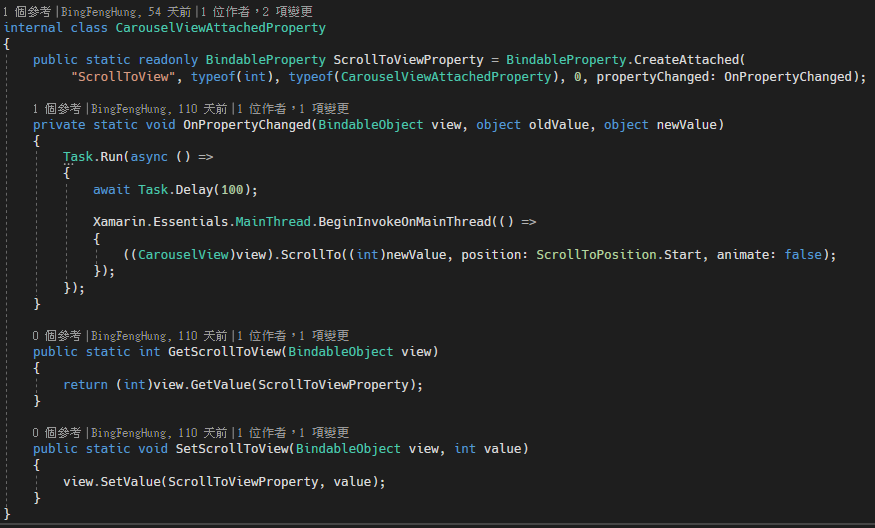 1 個參考|BingFengHung, 54 天前|1 位作者，2 項變更
internal class CarouselViewAttachedProperty
{
public static readonly BindableProperty ScrollToViewProperty = BindableProperty.CreateAttached(
"ScrollToView", typeof(int), typeof(CarouselViewAttachedProperty), 0, propertyChanged: OnPropertyChanged);
1 個參考|BingFengHung, 110 天前|1 位作者，1 項變更
private static void OnPropertyChanged(BindableObject view, object oldValue, object newValue)
{
Task.Run(async () =>
{
await Task.Delay(100);
Xamarin.Essentials.MainThread.BeginInvokeOnMainThread(() =>
{
((CarouselView)view).ScrollTo((int)newValue, position: ScrollToPosition.Start, animate: false);
});
});
}
0 個參考|BingFengHung, 110 天前|1 位作者，1 項變更
public static int GetScrollToView(BindableObject view)
{
return (int)view.GetValue(ScrollToViewProperty);
}
0 個參考|BingFengHung, 110 天前|1 位作者，1 項變更
public static void SetScrollToView(BindableObject view, int value)
{
view.SetValue(ScrollToViewProperty, value);
}
}